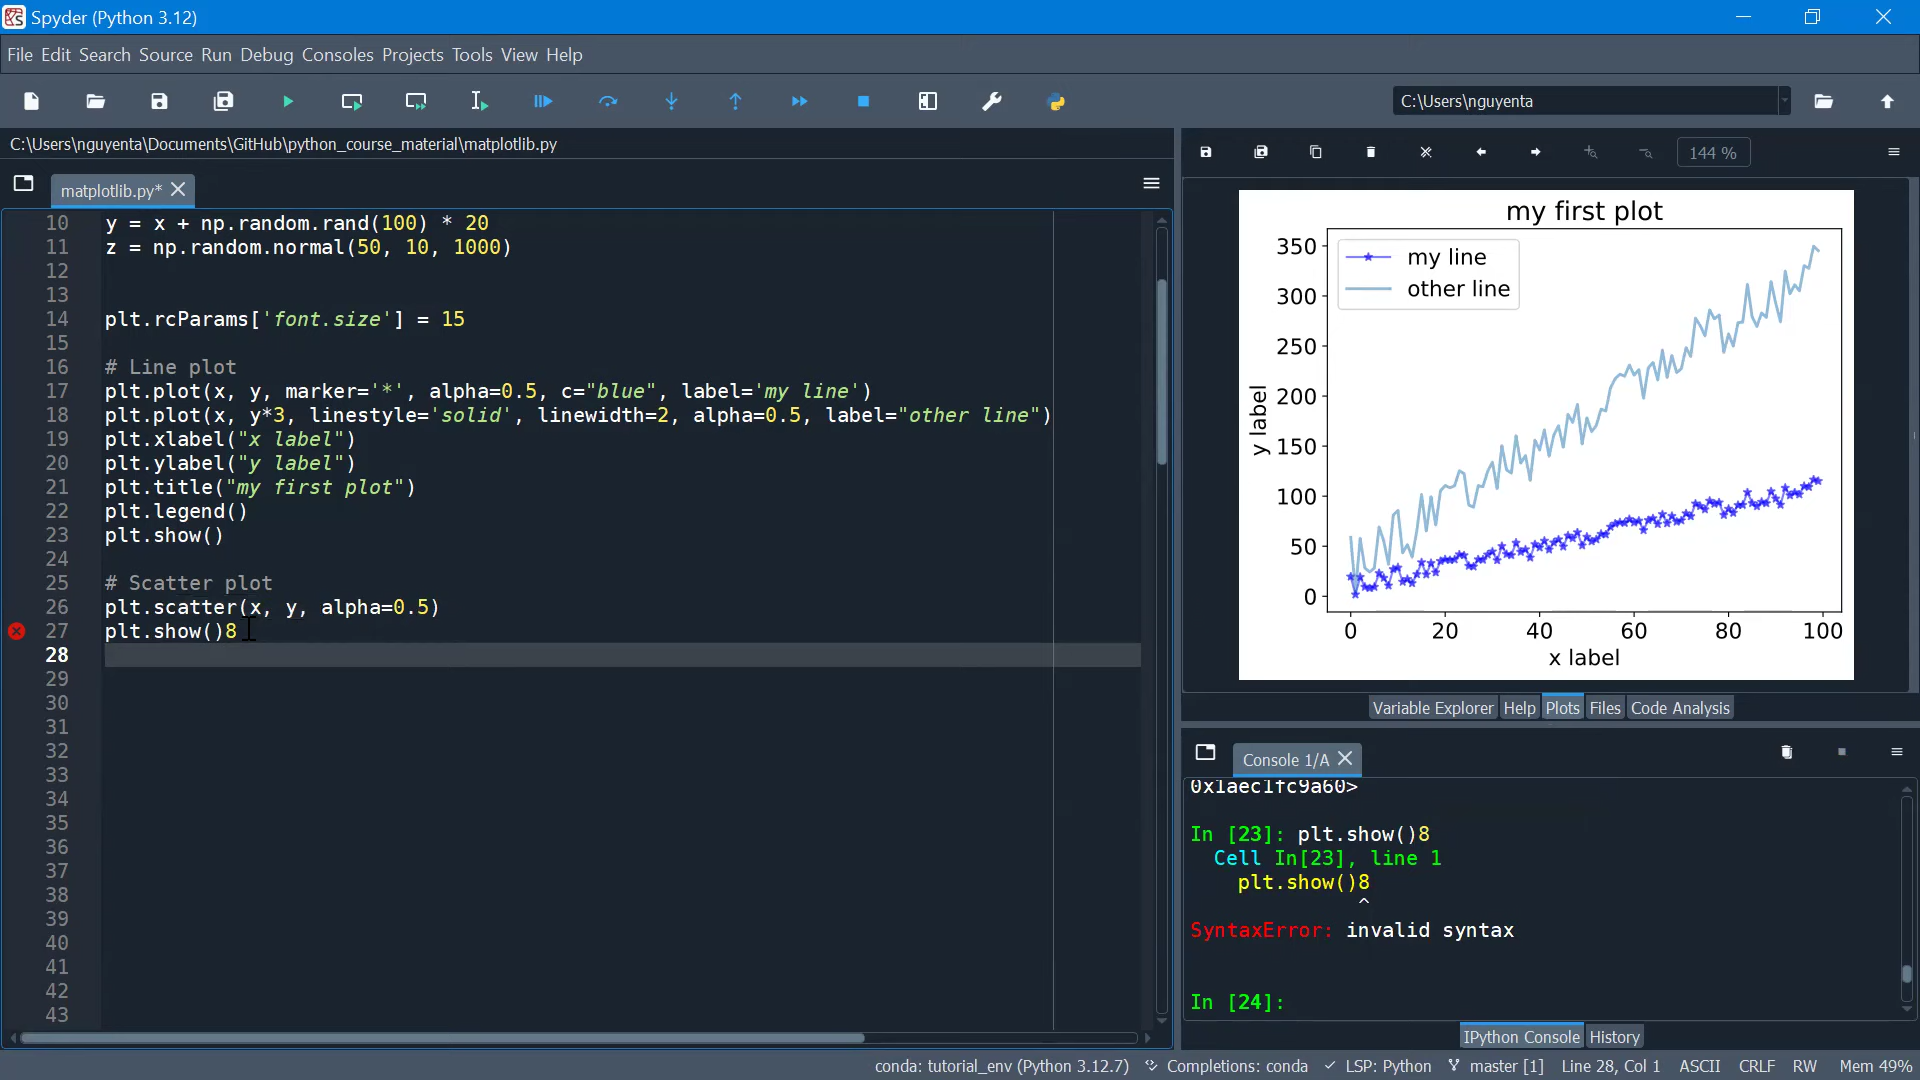 Spyder (Python 3.12)
File Edit Search Source Run Debug Consoles Projects Tools View Help
C:\Users\nguyenta
C:\Users\nguyenta\Documents\GitHub\python_course_material\matplotlib.py
matplotlib.py*
10 y = x + np.random.rand(100) * 20
11 z = np.random.normal(50, 10, 1000)
12
13
14 plt.rcParams['font.size'] = 15
15
16 # Line plot
17 plt.plot(x, y, marker='*', alpha=0.5, c="blue", label='my line')
18 plt.plot(x, y*3, linestyle='solid', linewidth=2, alpha=0.5, label="other line")
19 plt.xlabel("x label")
20 plt.ylabel("y label")
21 plt.title("my first plot")
22 plt.legend()
23 plt.show()
24
25 # Scatter plot
26 plt.scatter(x, y, alpha=0.5)
27 plt.show()8
28
29
30
31
32
33
34
35
36
37
38
39
40
41
42
43
144 %
my first plot
my line
other line
350
300
250
200
150
100
50
0
y label
0 20 40 60 80 100
x label
Variable Explorer Help Plots Files Code Analysis
Console 1/A
0x1aec1fc9a60>
In [23]: plt.show()8
Cell In[23], line 1
plt.show()8
^
SyntaxError: invalid syntax
In [24]:
IPython Console History
conda: tutorial_env (Python 3.12.7) Completions: conda ✓ LSP: Python master [1] Line 28, Col 1 ASCII CRLF RW Mem 49%